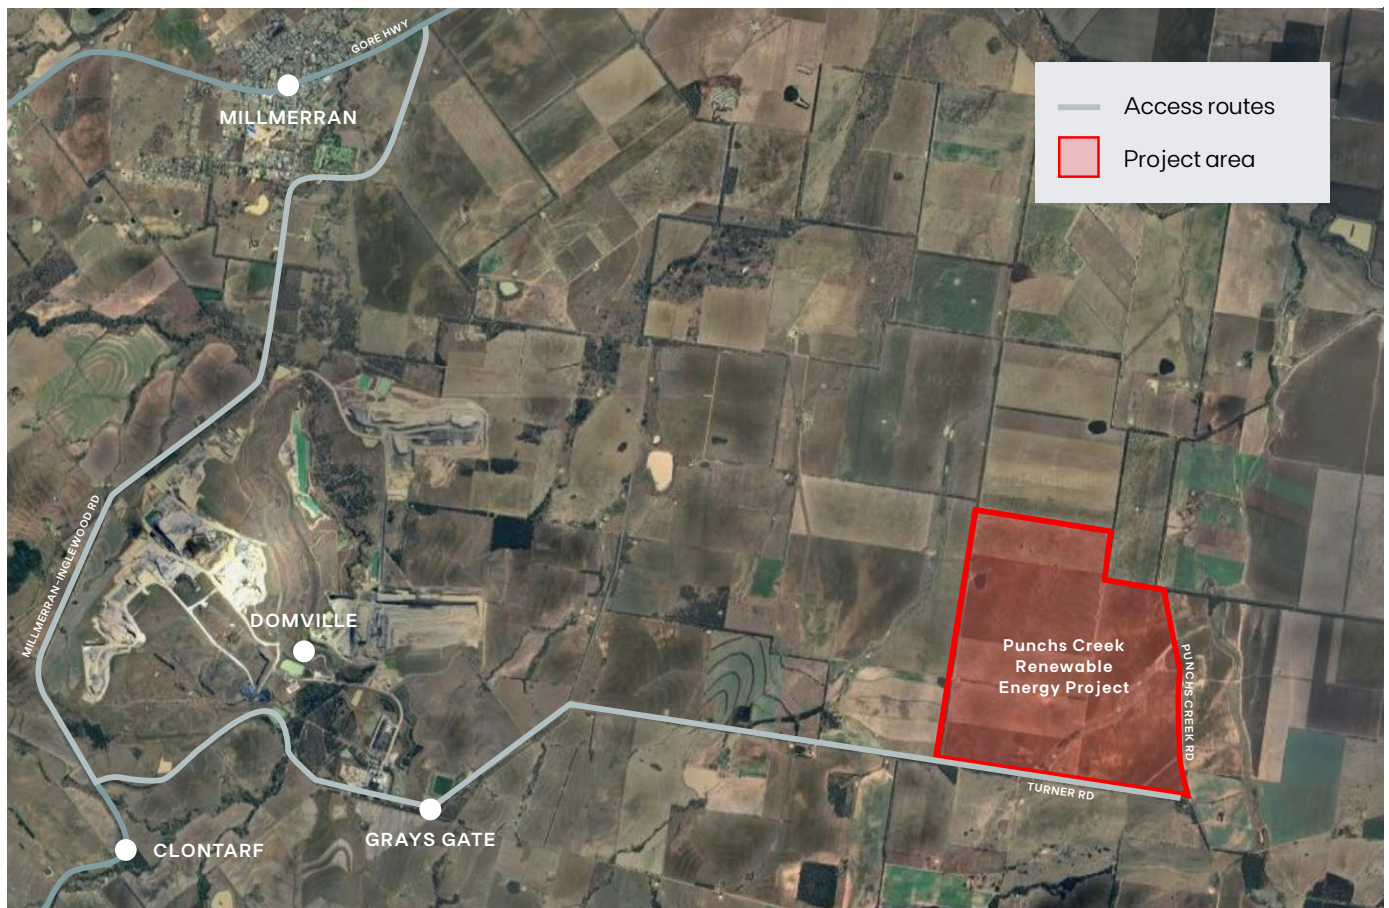 GORE HWY
MILLMERRAN
Access routes
Project area
MILLMERRAN-INGLEWOOD RD
DOMVILLE
Punchs Creek
Renewable
Energy Project
PUNCHS CREEK RD
TURNER RD
GRAYS GATE
CLONTARF